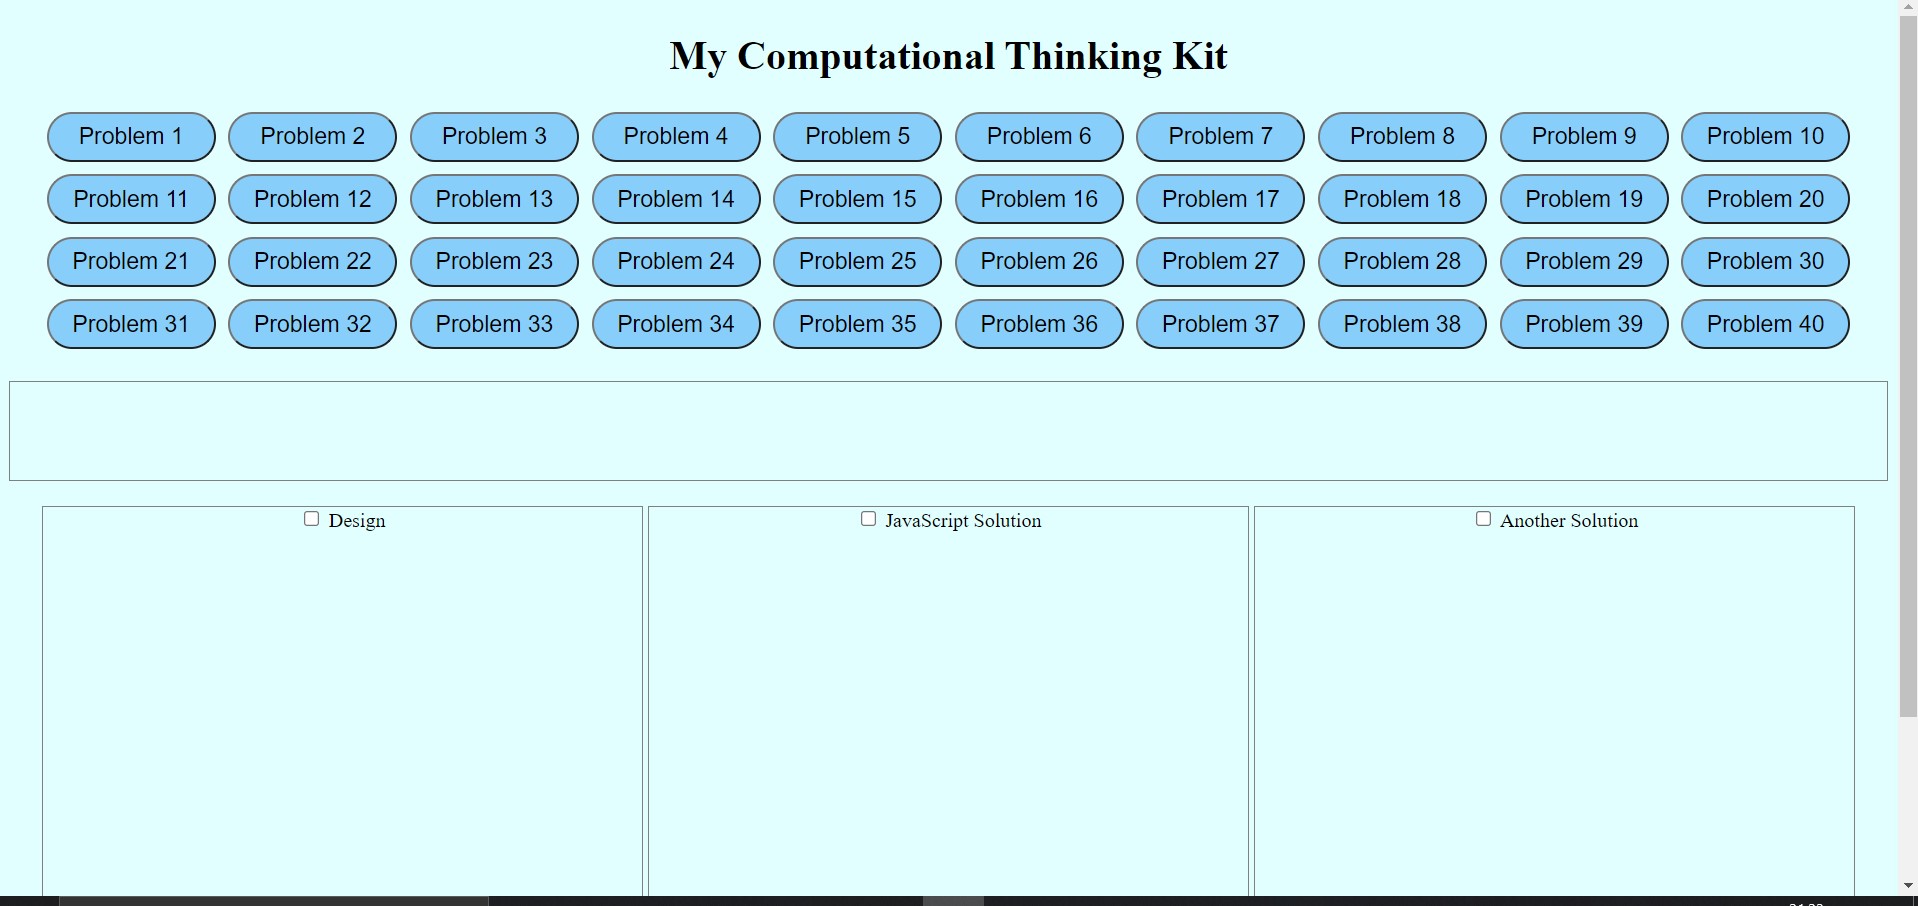 My Computational Thinking Kit
Problem 1 Problem 2 Problem 3 Problem 4 Problem 5 Problem 6 Problem 7 Problem 8 Problem 9 Problem 10
Problem 11 Problem 12 Problem 13 Problem 14 Problem 15 Problem 16 Problem 17 Problem 18 Problem 19 Problem 20
Problem 21 Problem 22 Problem 23 Problem 24 Problem 25 Problem 26 Problem 27 Problem 28 Problem 29 Problem 30
Problem 31 Problem 32 Problem 33 Problem 34 Problem 35 Problem 36 Problem 37 Problem 38 Problem 39 Problem 40
Design JavaScript Solution Another Solution